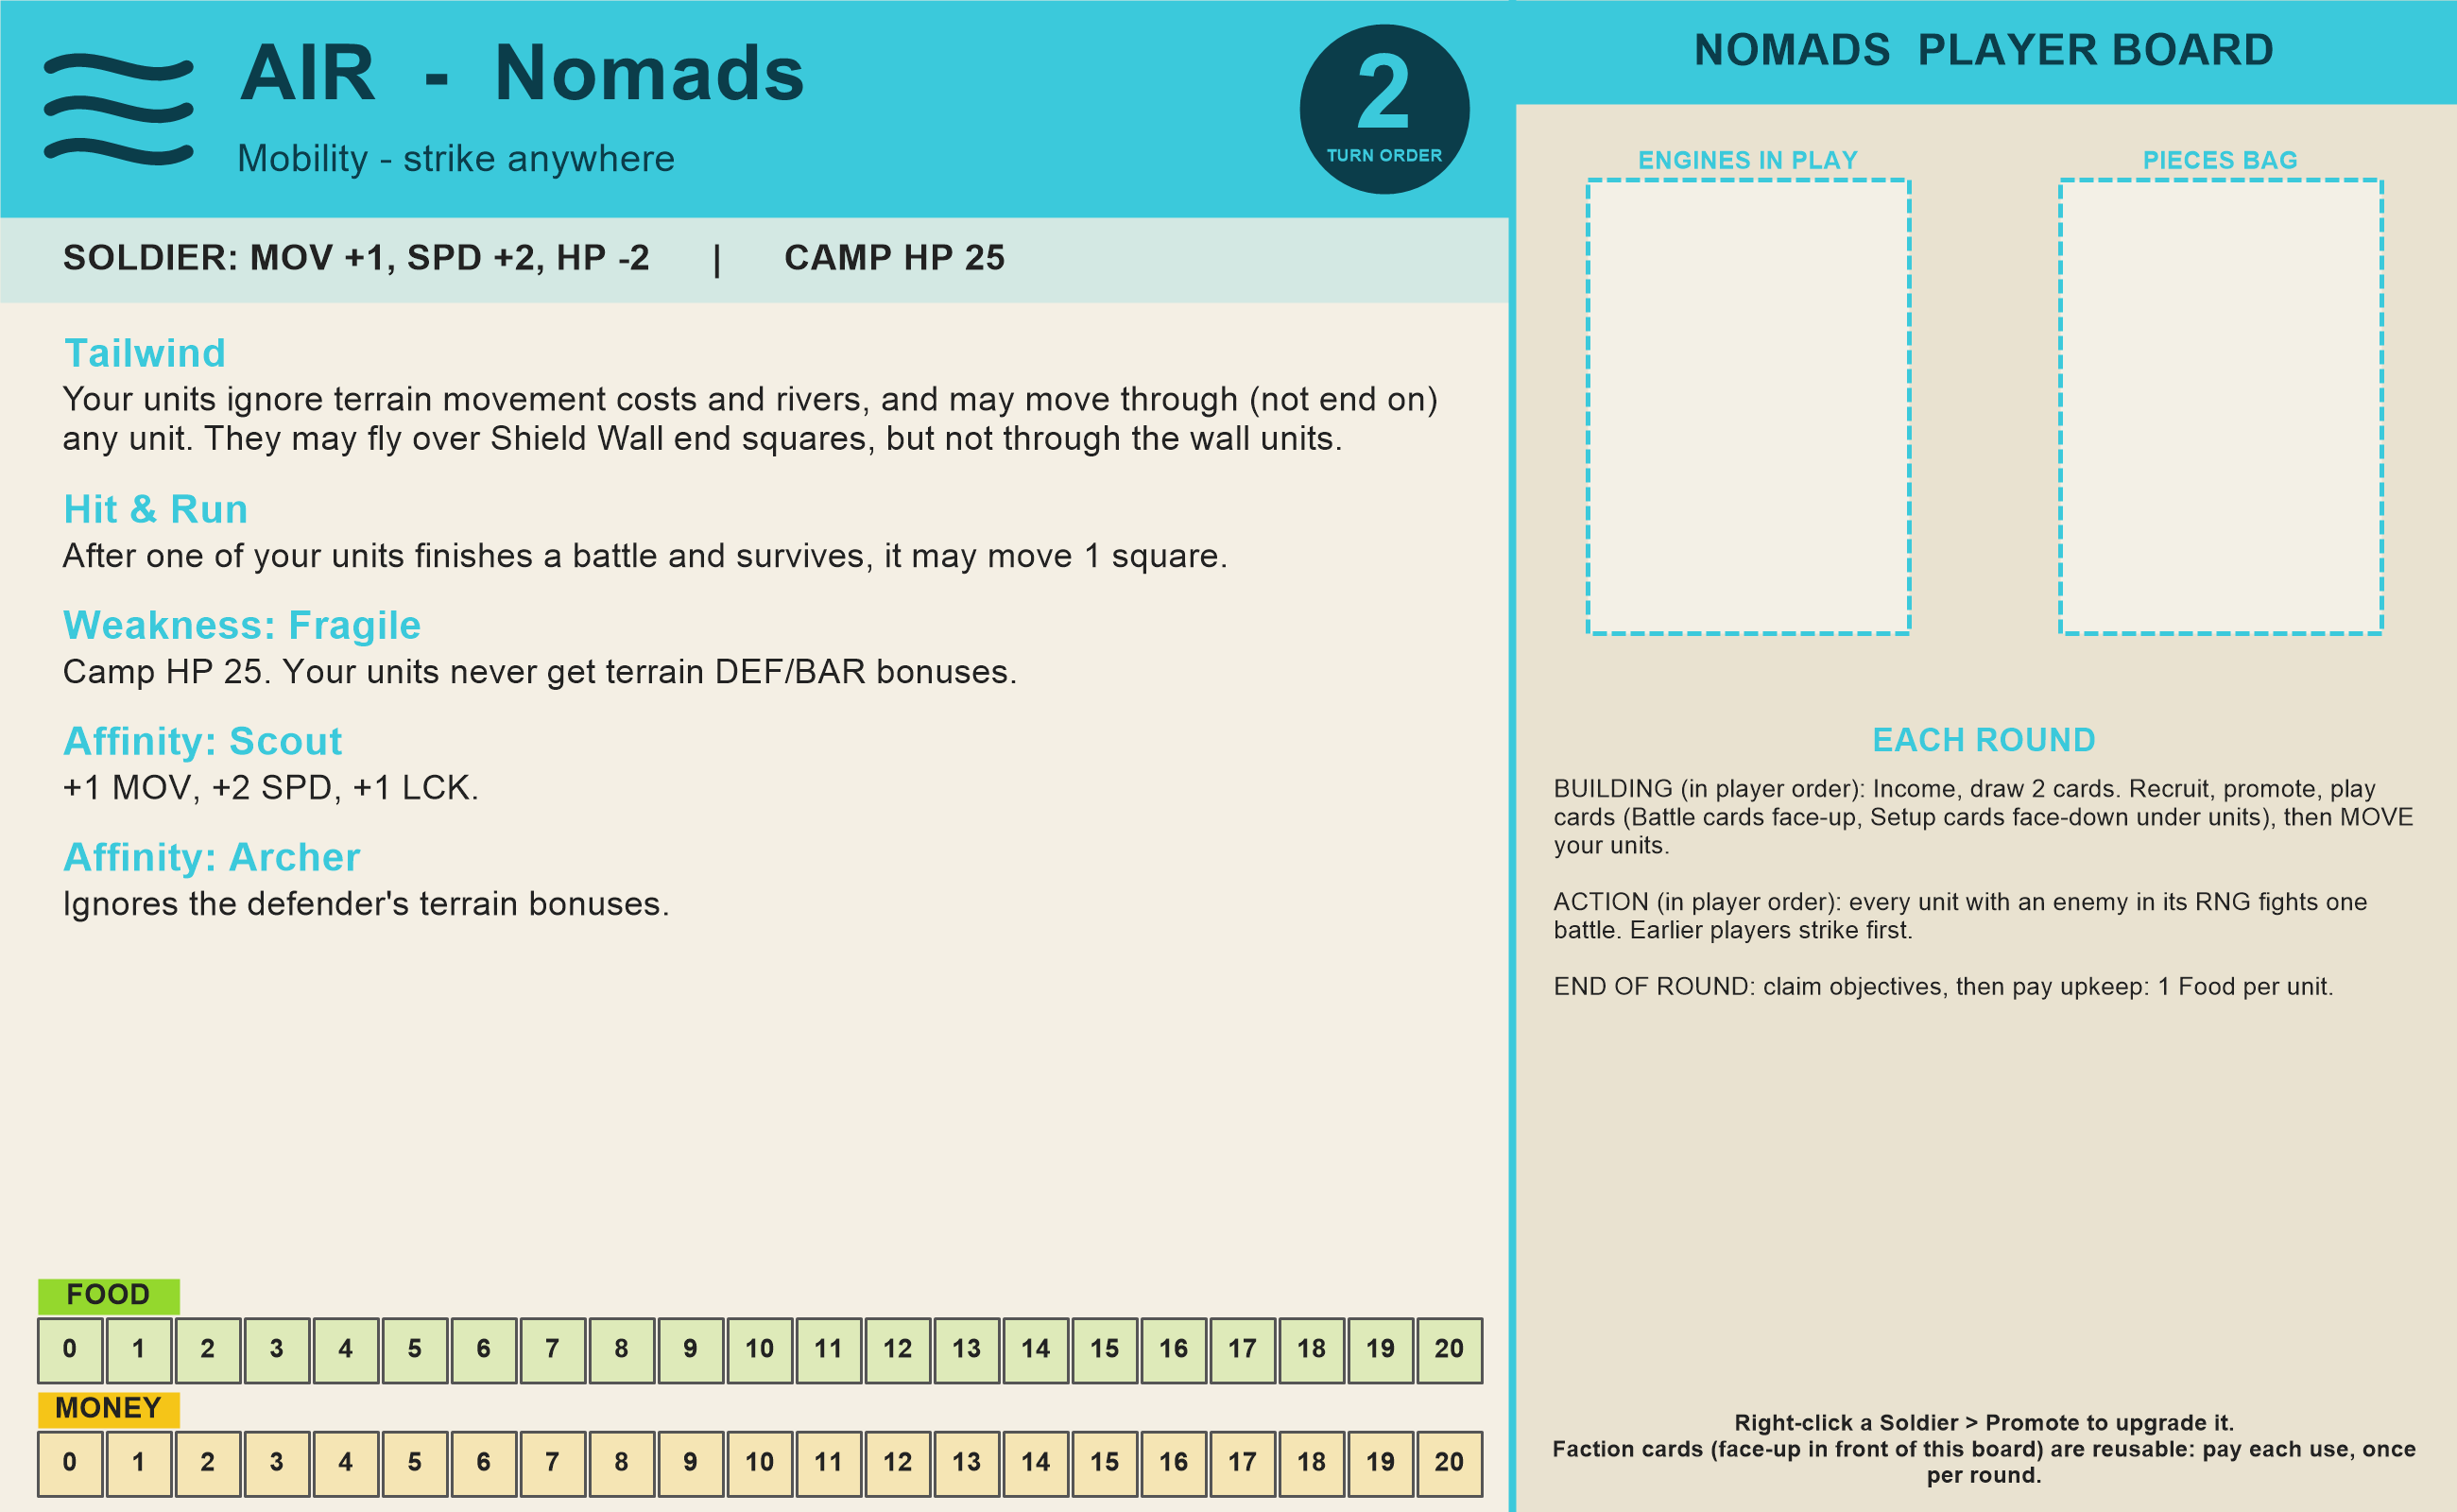 AIR - Nomads
Mobility - strike anywhere
2
TURN ORDER
SOLDIER: MOV +1, SPD +2, HP -2 | CAMP HP 25
Tailwind
Your units ignore terrain movement costs and rivers, and may move through (not end on)
any unit. They may fly over Shield Wall end squares, but not through the wall units.
Hit & Run
After one of your units finishes a battle and survives, it may move 1 square.
Weakness: Fragile
Camp HP 25. Your units never get terrain DEF/BAR bonuses.
Affinity: Scout
+1 MOV, +2 SPD, +1 LCK.
Affinity: Archer
Ignores the defender's terrain bonuses.
FOOD
0 1 2 3 4 5 6 7 8 9 10 11 12 13 14 15 16 17 18 19 20
MONEY
0 1 2 3 4 5 6 7 8 9 10 11 12 13 14 15 16 17 18 19 20
NOMADS PLAYER BOARD
ENGINES IN PLAY
PIECES BAG
EACH ROUND
BUILDING (in player order): Income, draw 2 cards. Recruit, promote, play
cards (Battle cards face-up, Setup cards face-down under units), then MOVE
your units.
ACTION (in player order): every unit with an enemy in its RNG fights one
battle. Earlier players strike first.
END OF ROUND: claim objectives, then pay upkeep: 1 Food per unit.
Right-click a Soldier > Promote to upgrade it.
Faction cards (face-up in front of this board) are reusable: pay each use, once
per round.